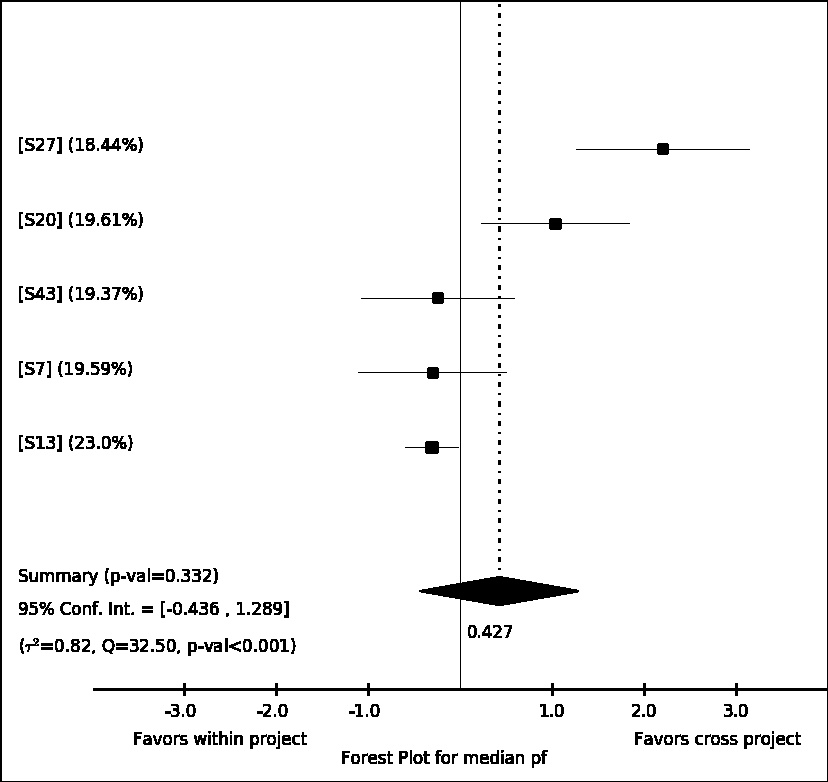 [S27] (18.44%)
[S20] (19.61%)
[S43] (19.37%)
[S7] (19.59%)
[S13] (23.0%)
Summary (p-val=0.332)
95% Conf. Int. = [-0.436 , 1.289]
0.427
(τ²=0.82, Q=32.50, p-val<0.001)
-3.0 -2.0 -1.0 1.0 2.0 3.0
Favors within project Favors cross project
Forest Plot for median pf